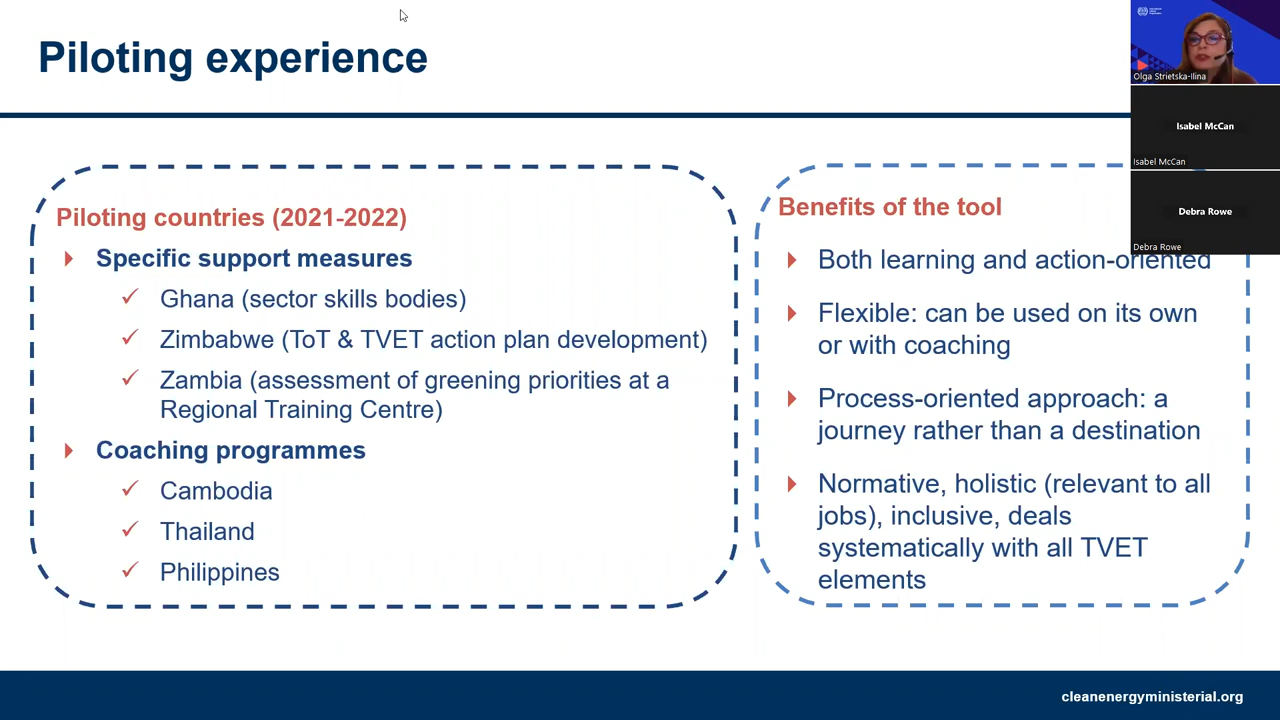 Piloting experience
Piloting countries (2021-2022)
Specific support measures
Ghana (sector skills bodies)
Zimbabwe (ToT & TVET action plan development)
Zambia (assessment of greening priorities at a
Regional Training Centre)
Coaching programmes
Cambodia
Thailand
Philippines
Benefits of the tool
Both learning and action-oriented
Flexible: can be used on its own
or with coaching
Process-oriented approach: a
journey rather than a destination
Normative, holistic (relevant to all
jobs), inclusive, deals
systematically with all TVET
elements
Olga Strietska-Ilina
Isabel McCan
Isabel McCan
Debra Rowe
Debra Rowe
cleanenergyministerial.org